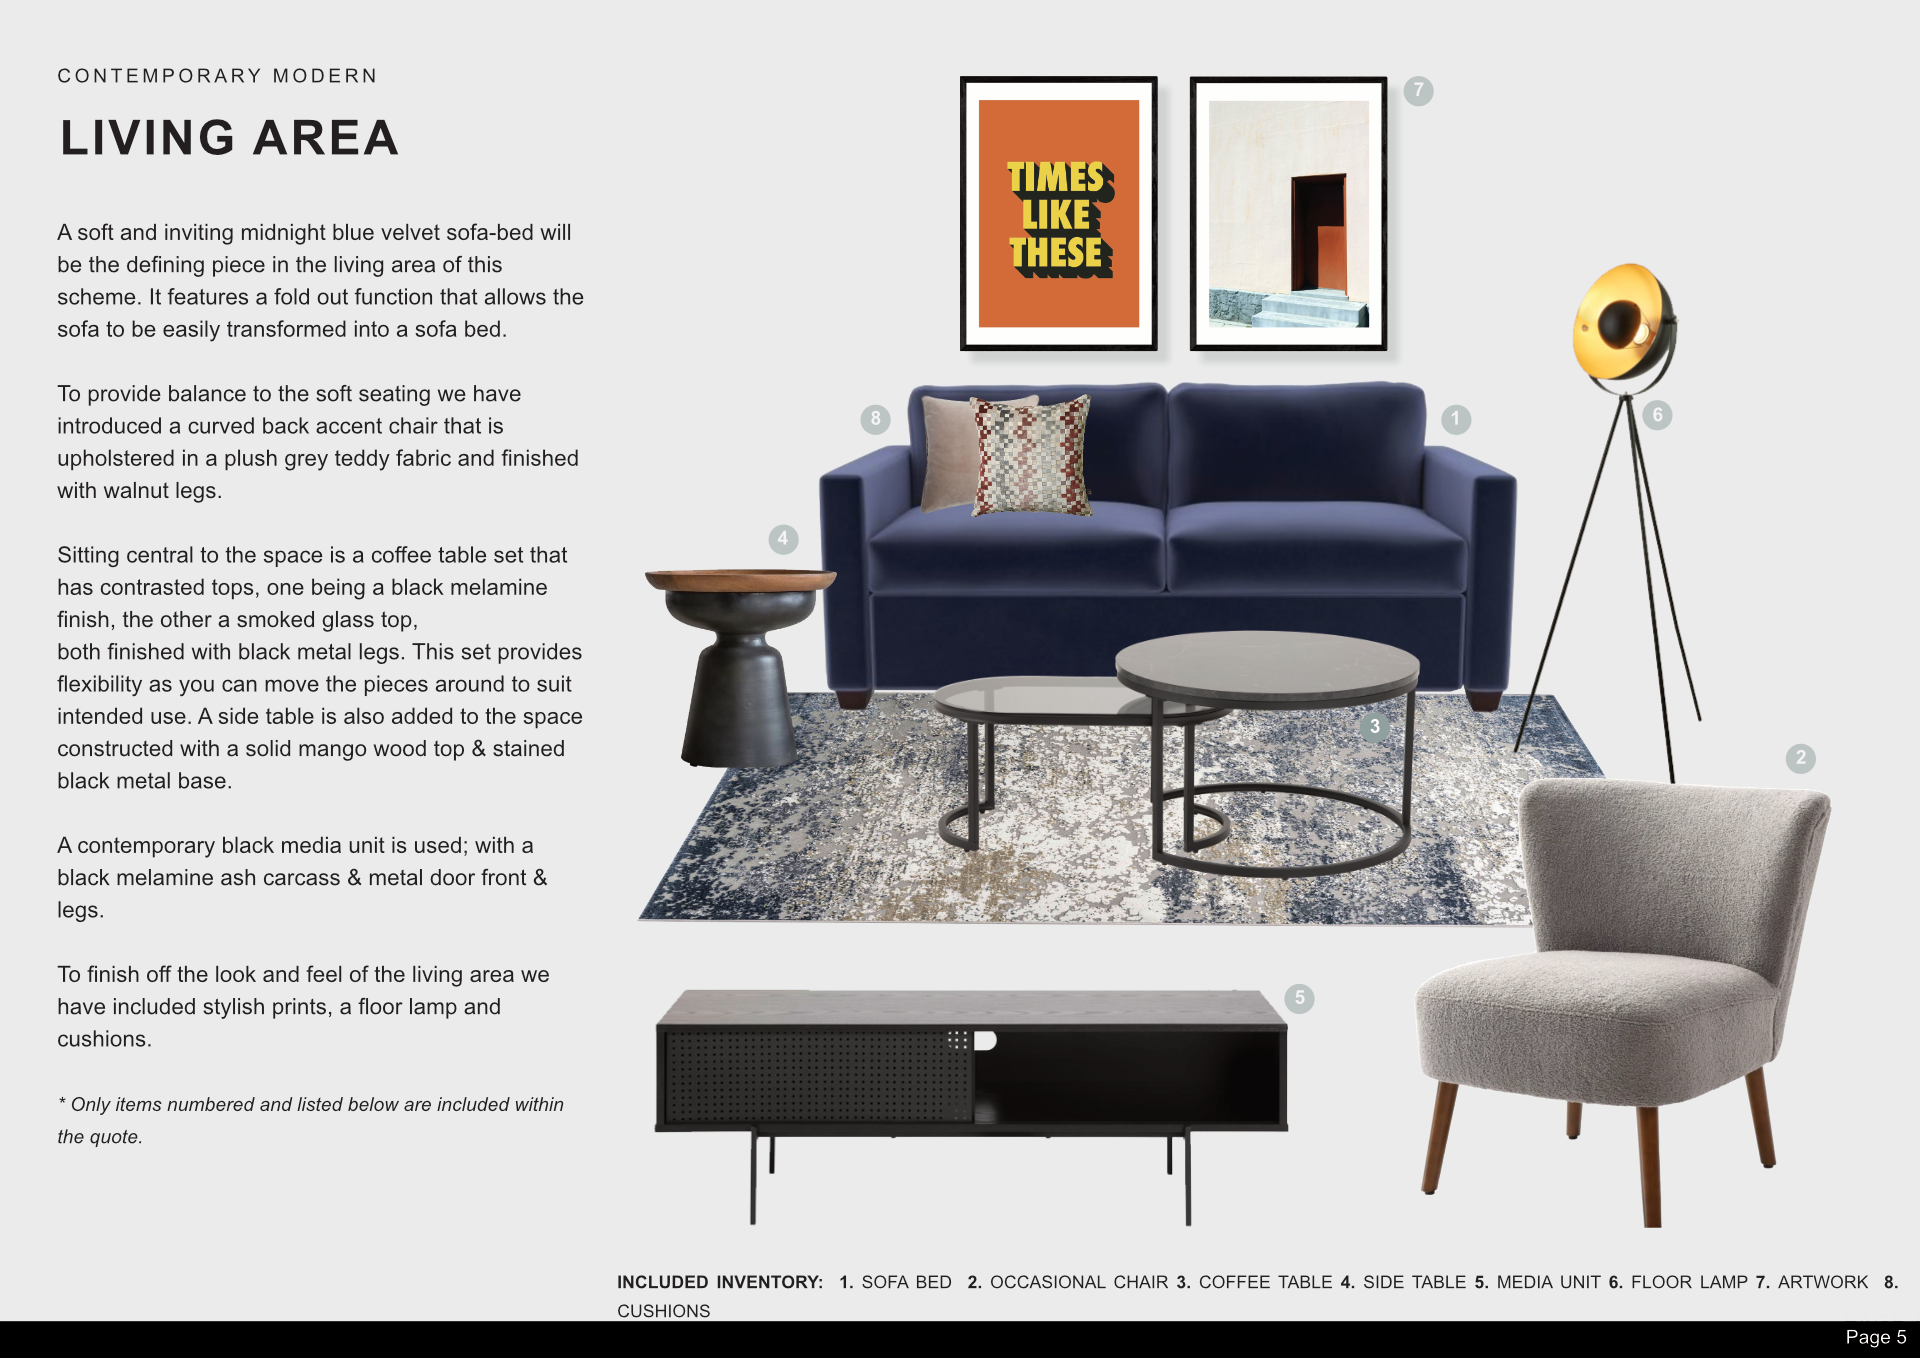 CONTEMPORARY MODERN
LIVING AREA
A soft and inviting midnight blue velvet sofa-bed will
be the defining piece in the living area of this
scheme. It features a fold out function that allows the
sofa to be easily transformed into a sofa bed.
To provide balance to the soft seating we have
introduced a curved back accent chair that is
upholstered in a plush grey teddy fabric and finished
with walnut legs.
Sitting central to the space is a coffee table set that
has contrasted tops, one being a black melamine
finish, the other a smoked glass top,
both finished with black metal legs. This set provides
flexibility as you can move the pieces around to suit
intended use. A side table is also added to the space
constructed with a solid mango wood top & stained
black metal base.
A contemporary black media unit is used; with a
black melamine ash carcass & metal door front &
legs.
To finish off the look and feel of the living area we
have included stylish prints, a floor lamp and
cushions.
* Only items numbered and listed below are included within
the quote.
TIMES
LIKE
THESE
7
8
1
6
4
3
2
5
INCLUDED INVENTORY: 1. SOFA BED 2. OCCASIONAL CHAIR 3. COFFEE TABLE 4. SIDE TABLE 5. MEDIA UNIT 6. FLOOR LAMP 7. ARTWORK 8.
CUSHIONS
Page 5